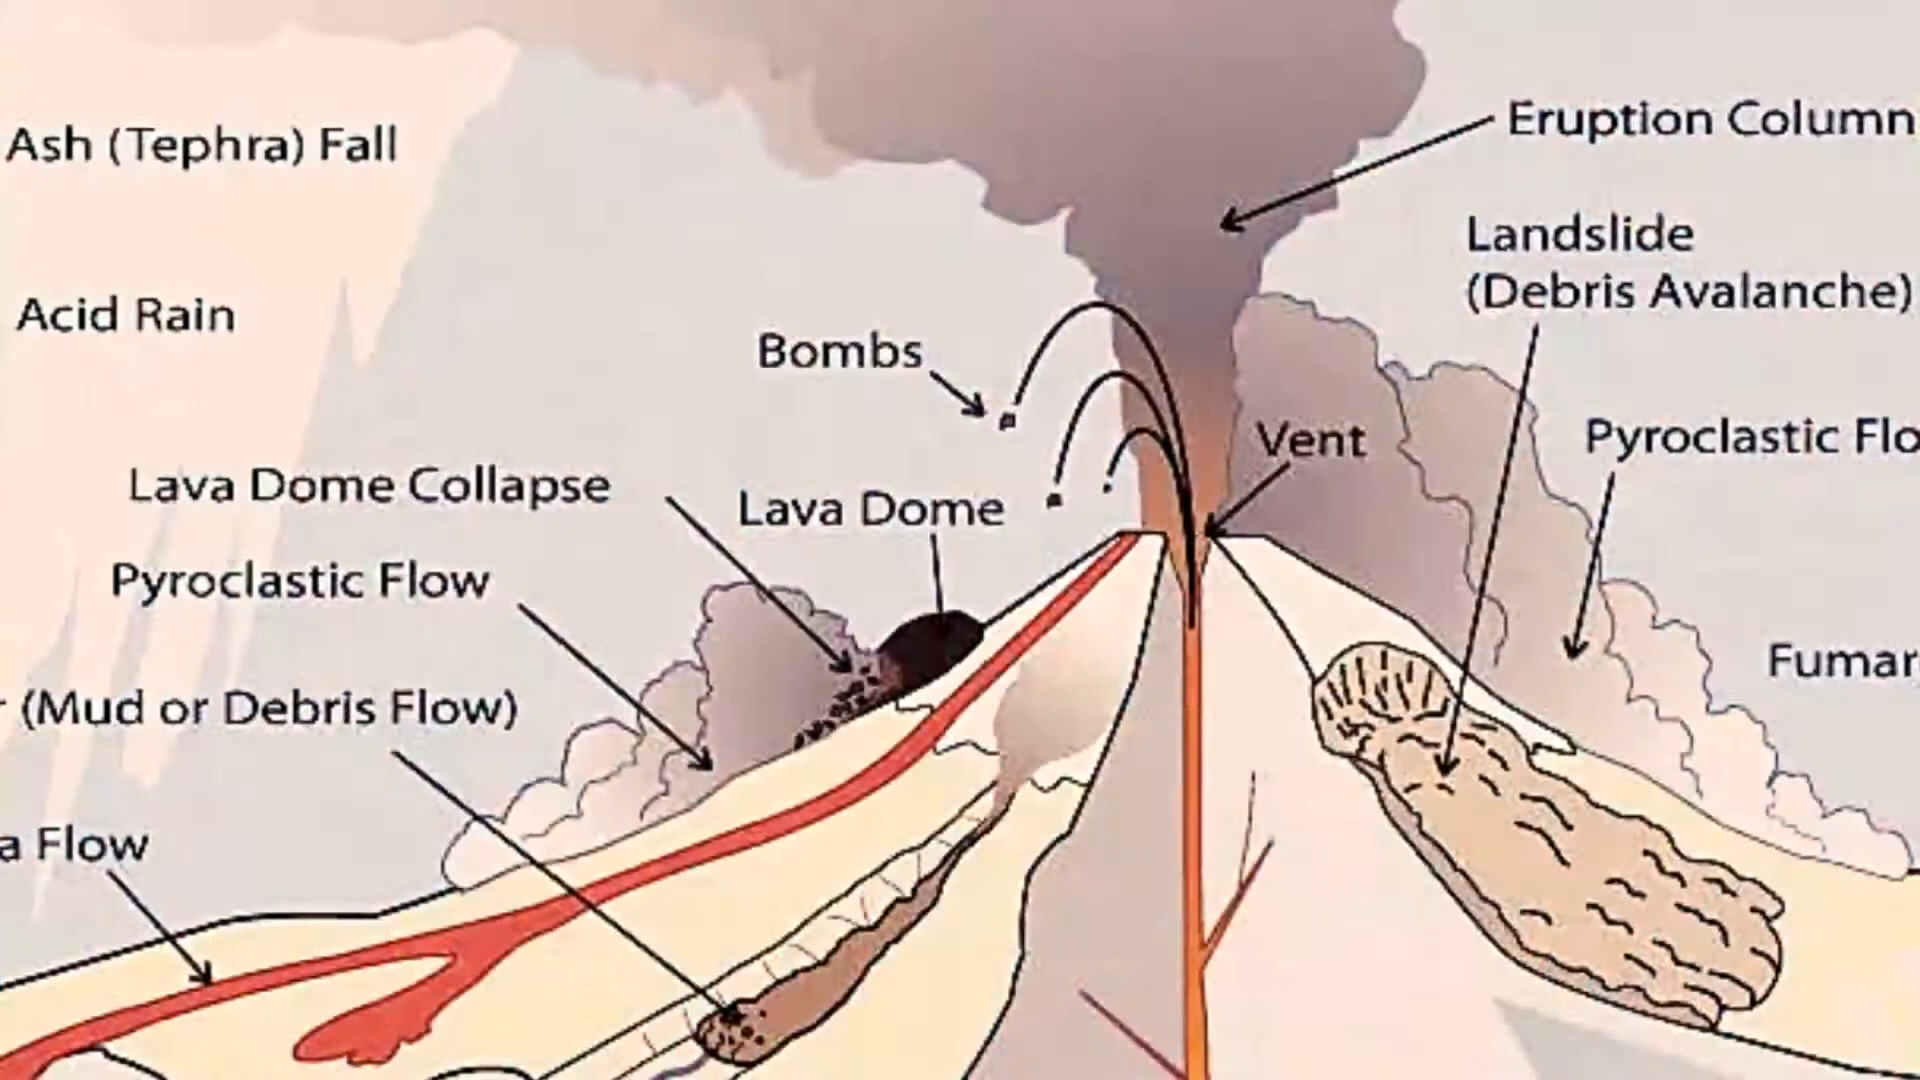 Ash (Tephra) Fall
Eruption Column
Landslide
(Debris Avalanche)
Acid Rain
Bombs
Vent
Pyroclastic Flo
Lava Dome Collapse
Lava Dome
Pyroclastic Flow
Fumar
(Mud or Debris Flow)
a Flow